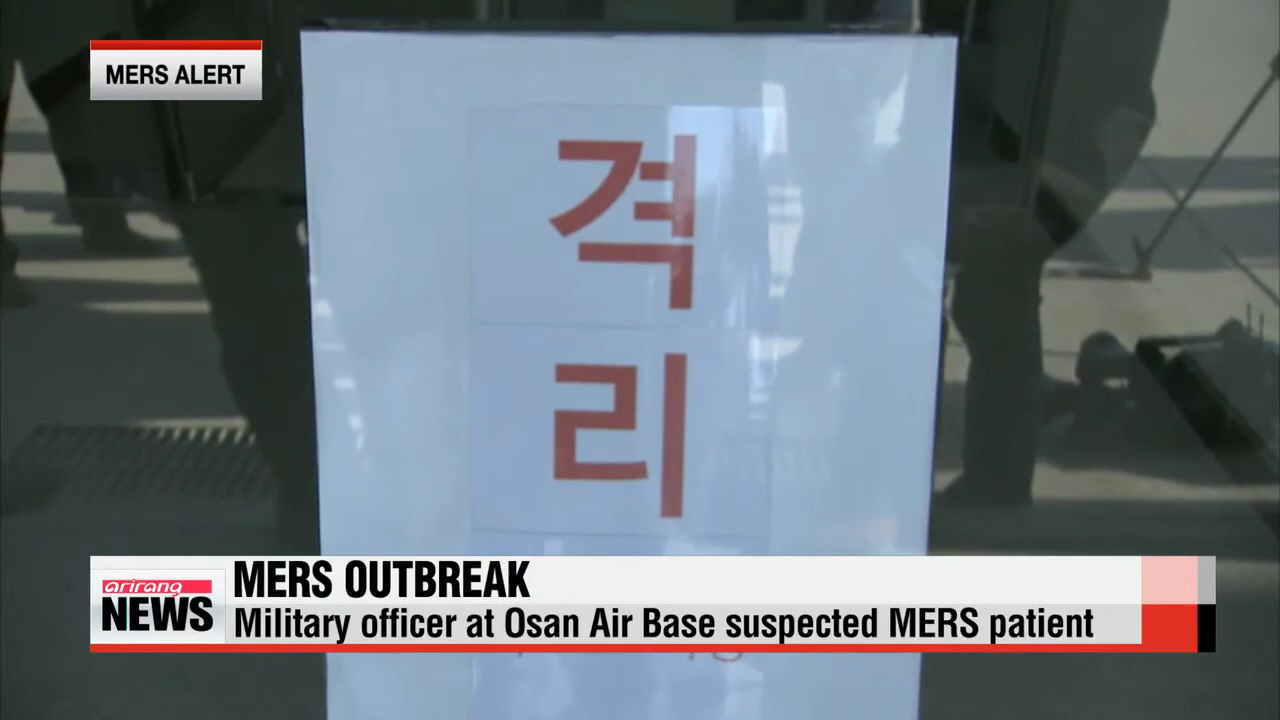 MERS ALERT
격
리
MERS OUTBREAK
arirang
NEWS
Military officer at Osan Air Base suspected MERS patient